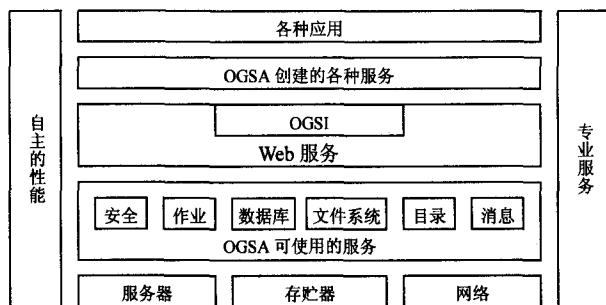 各种应用
OGSA 创建的各种服务
OGSI
Web 服务
自主的性能
专业服务
安全 作业 数据库 文件系统 目录 消息
OGSA 可使用的服务
服务器 存贮器 网络